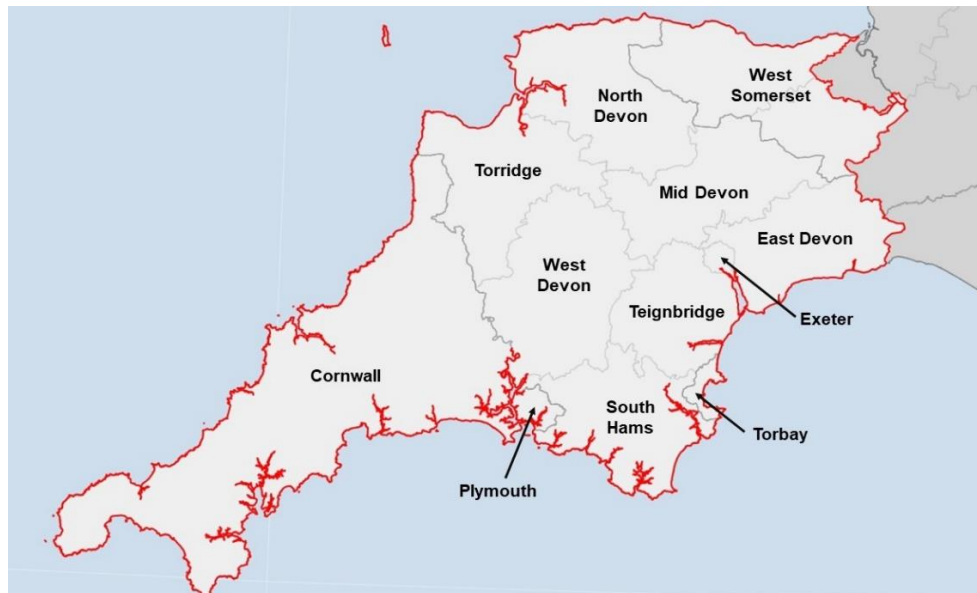 West
Somerset
North
Devon
Torridge
Mid Devon
East Devon
West
Devon
Teignbridge
Exeter
Cornwall
South
Hams
Torbay
Plymouth